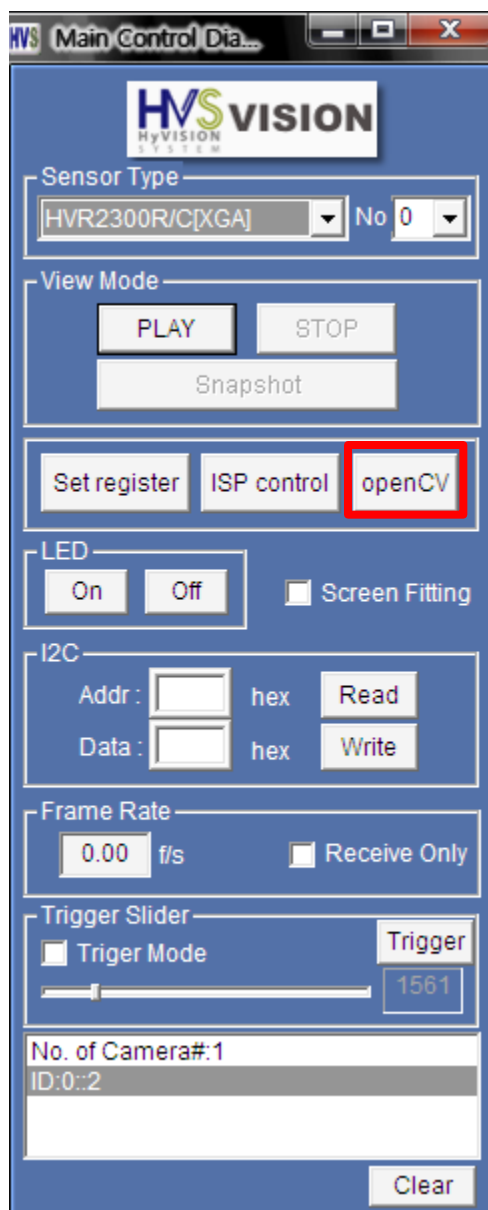 HVS Main Control Dia...
HVS VISION
HyVISION
SYSTEM
Sensor Type
HVR2300R/C[XGA] No 0
View Mode
PLAY STOP
Snapshot
Set register ISP control openCV
LED
On Off Screen Fitting
I2C
Addr : hex Read
Data : hex Write
Frame Rate
0.00 f/s Receive Only
Trigger Slider
Triger Mode Trigger
1561
No. of Camera#:1
ID:0::2
Clear